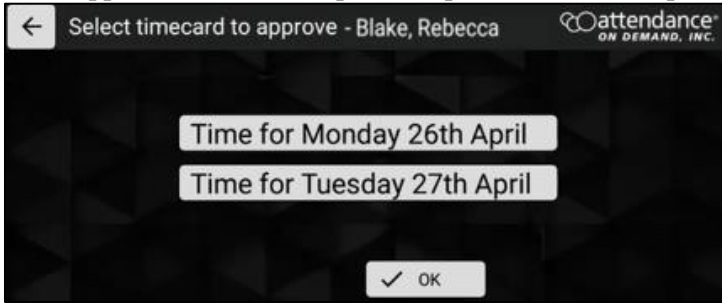 Select timecard to approve - Blake, Rebecca
attendance
ON DEMAND, INC.
Time for Monday 26th April
Time for Tuesday 27th April
OK